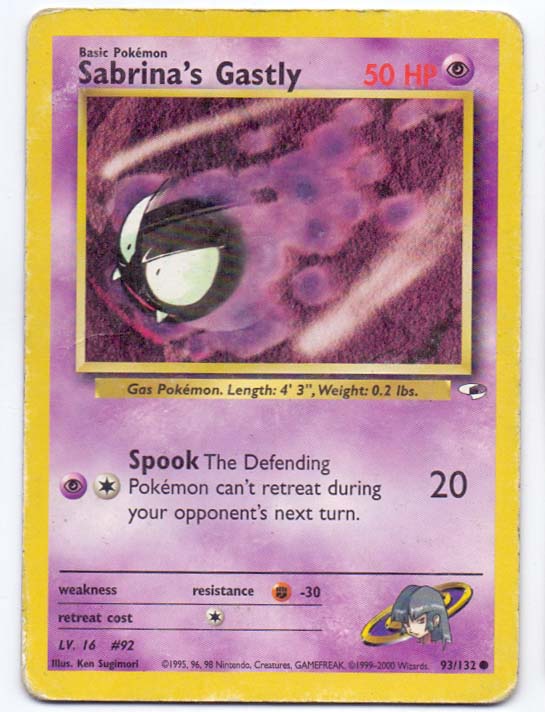 Basic Pokémon
Sabrina's Gastly 50 HP
Gas Pokémon. Length: 4' 3", Weight: 0.2 lbs.
Spook The Defending
Pokémon can't retreat during 20
your opponent's next turn.
weakness resistance -30
retreat cost
LV. 16 #92
Illus. Ken Sugimori ©1995, 96, 98 Nintendo, Creatures, GAMEFREAK. ©1999-2000 Wizards. 93/132